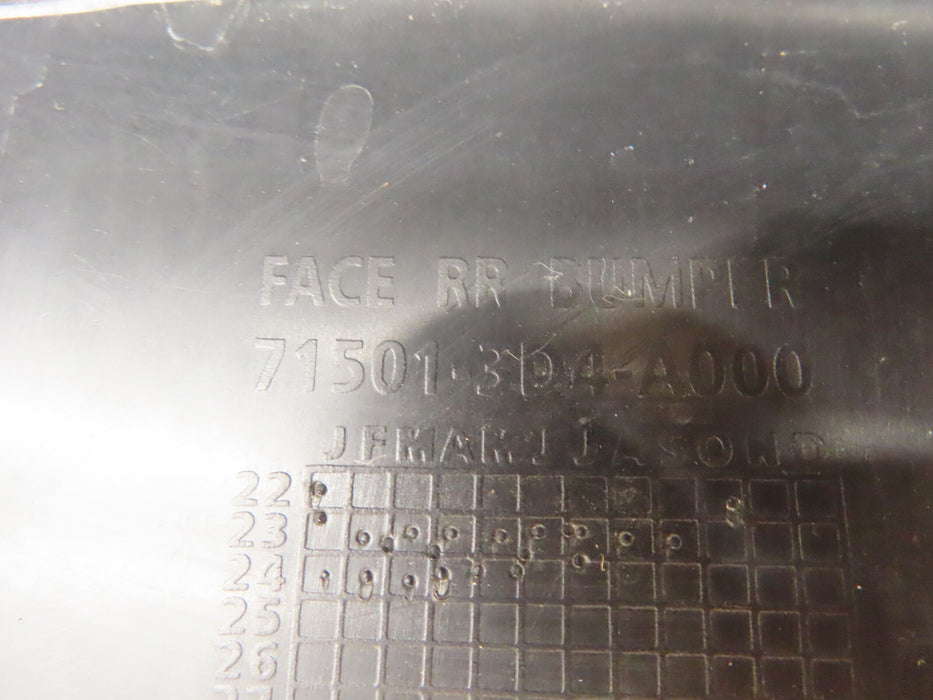 FACE RR BUMPER
71501-3D4-A000
JFMAMJJASOND
22
23
24
25
26